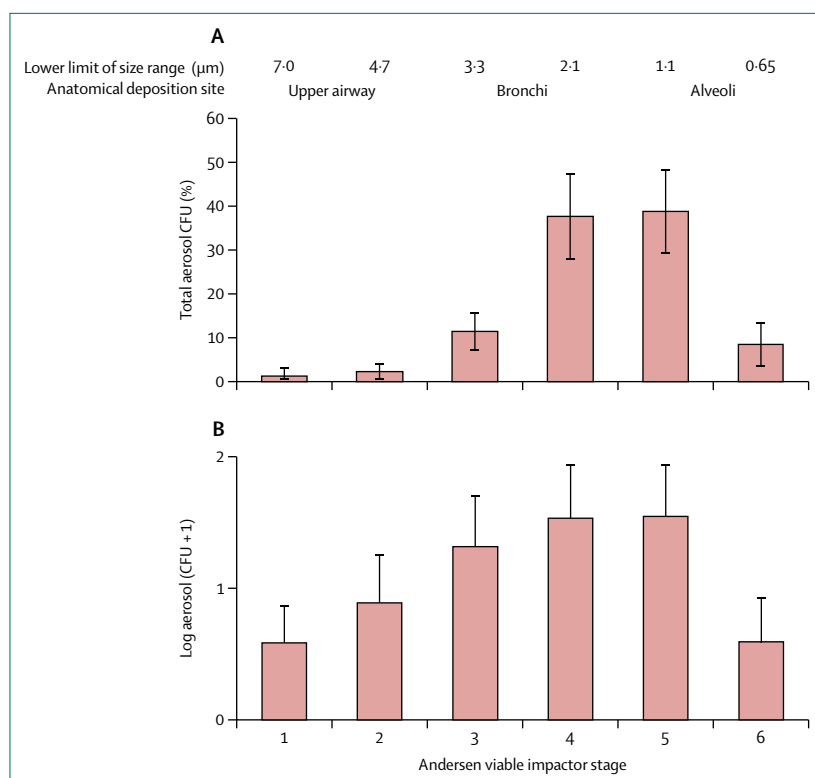 A
Lower limit of size range (μm) 7·0 4·7 3·3 2·1 1·1 0·65
Anatomical deposition site Upper airway Bronchi Alveoli
60
50
40
30
20
10
0
Total aerosol CFU (%)
B
2
1
0
Log aerosol (CFU + 1)
1 2 3 4 5 6
Andersen viable impactor stage